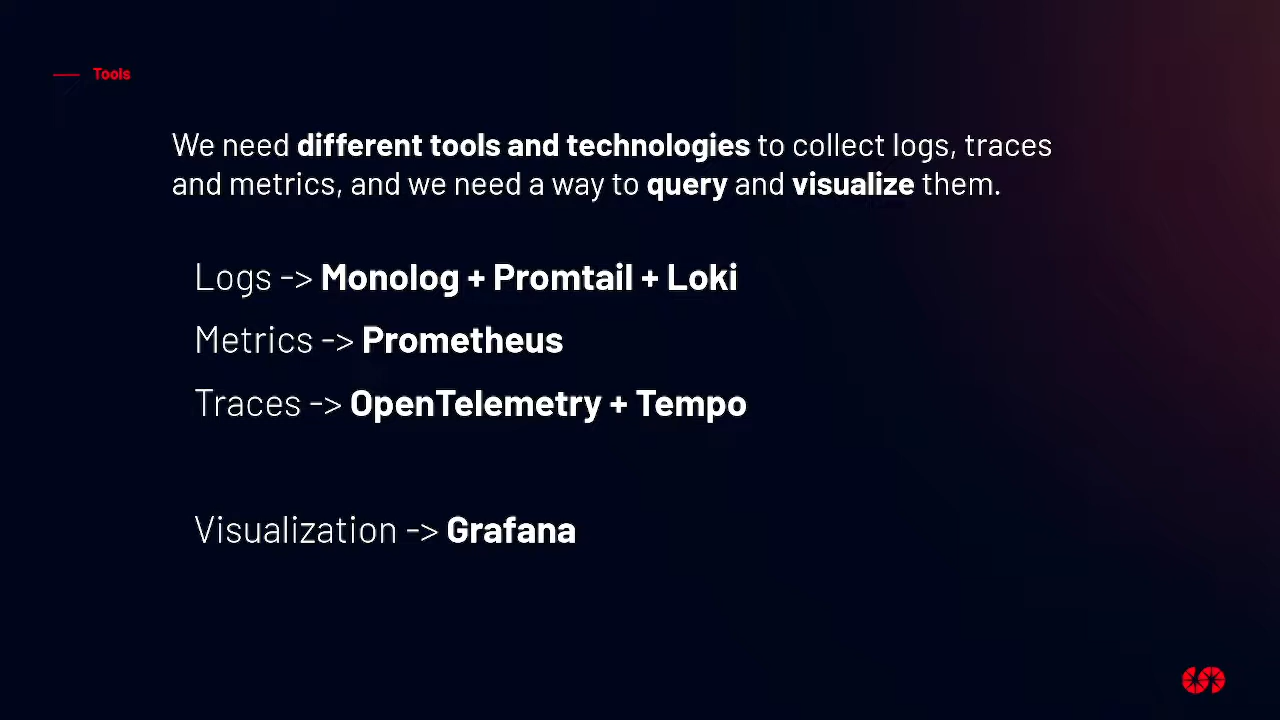 Tools
We need different tools and technologies to collect logs, traces
and metrics, and we need a way to query and visualize them.
Logs -> Monolog + Promtail + Loki
Metrics -> Prometheus
Traces -> OpenTelemetry + Tempo
Visualization -> Grafana